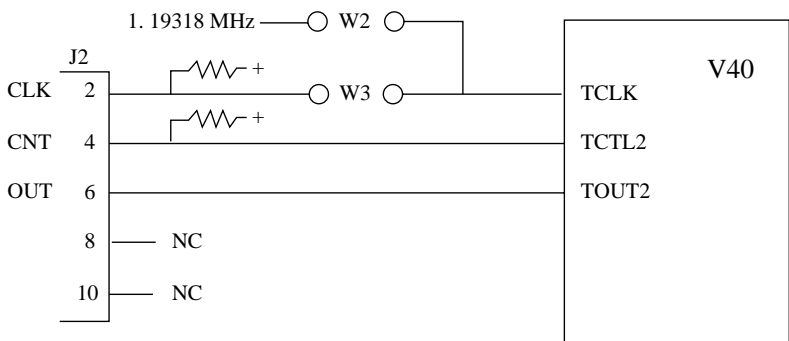 1. 19318 MHz W2
J2
V40
CLK 2 + W3 TCLK
+
CNT 4 TCTL2
OUT 6 TOUT2
8 NC
10 NC